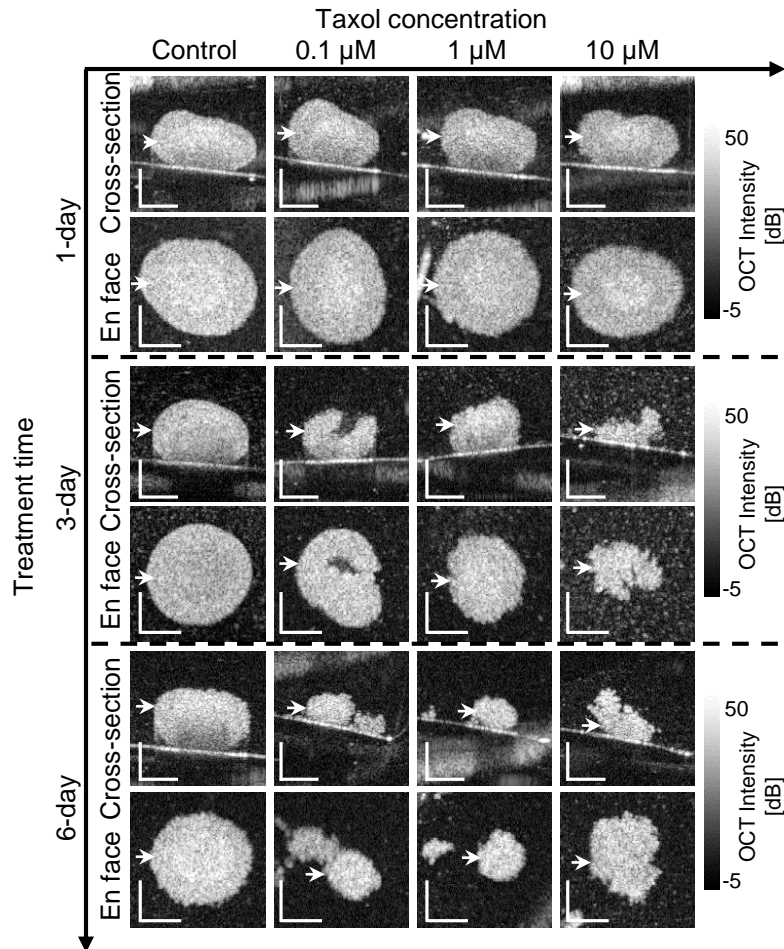 Taxol concentration
Control 0.1 µM 1 µM 10 µM
Treatment time
1-day
Cross-section
En face
50
OCT Intensity
[dB]
-5
3-day
Cross-section
En face
50
OCT Intensity
[dB]
-5
6-day
Cross-section
En face
50
OCT Intensity
[dB]
-5